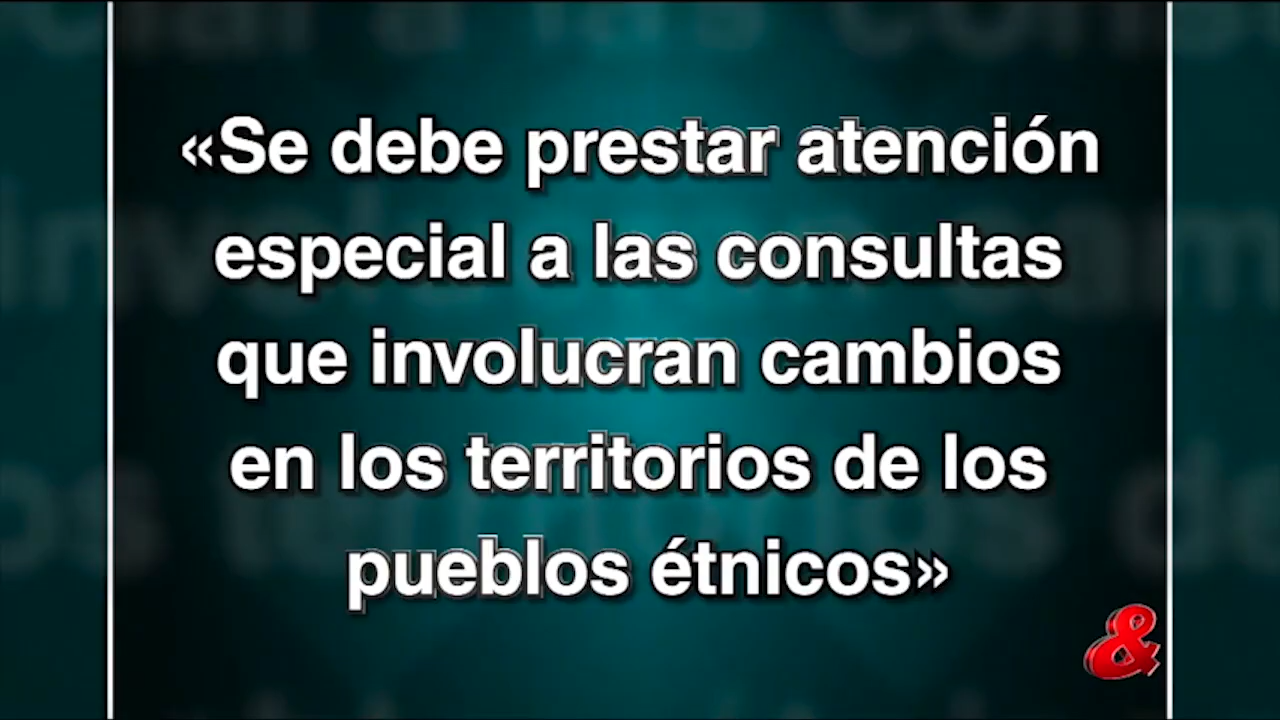 «Se debe prestar atención
especial a las consultas
que involucran cambios
en los territorios de los
pueblos étnicos»
&